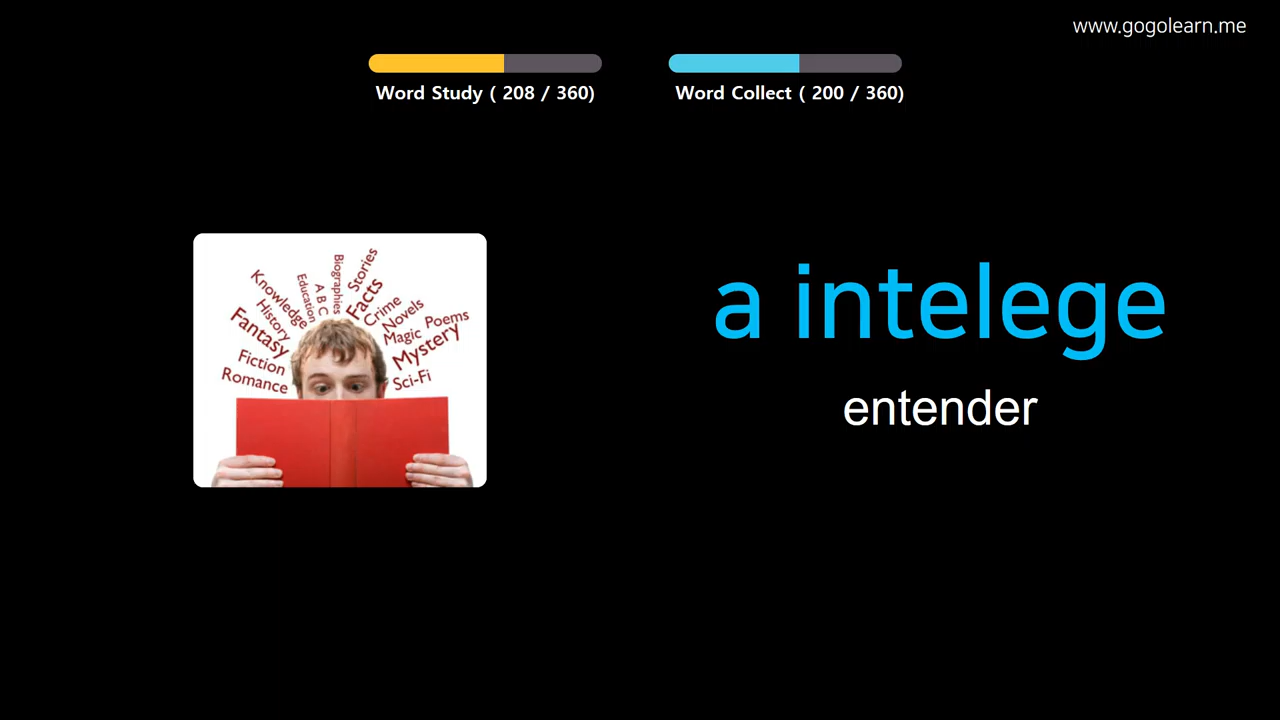 www.gogolearn.me
Word Study ( 208 / 360)
Word Collect ( 200 / 360)
Knowledge
History
Fantasy
Fiction
Romance
Education
A B C
Biographies
Stories
Facts
Crime
Novels
Magic
Poems
Mystery
Sci-Fi
a intelege
entender